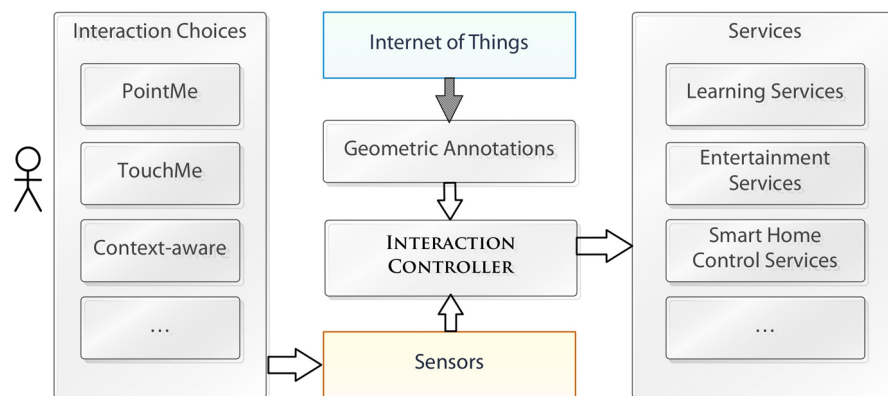 Interaction Choices
PointMe
TouchMe
Context-aware
...
Internet of Things
Geometric Annotations
INTERACTION
CONTROLLER
Sensors
Services
Learning Services
Entertainment
Services
Smart Home
Control Services
...